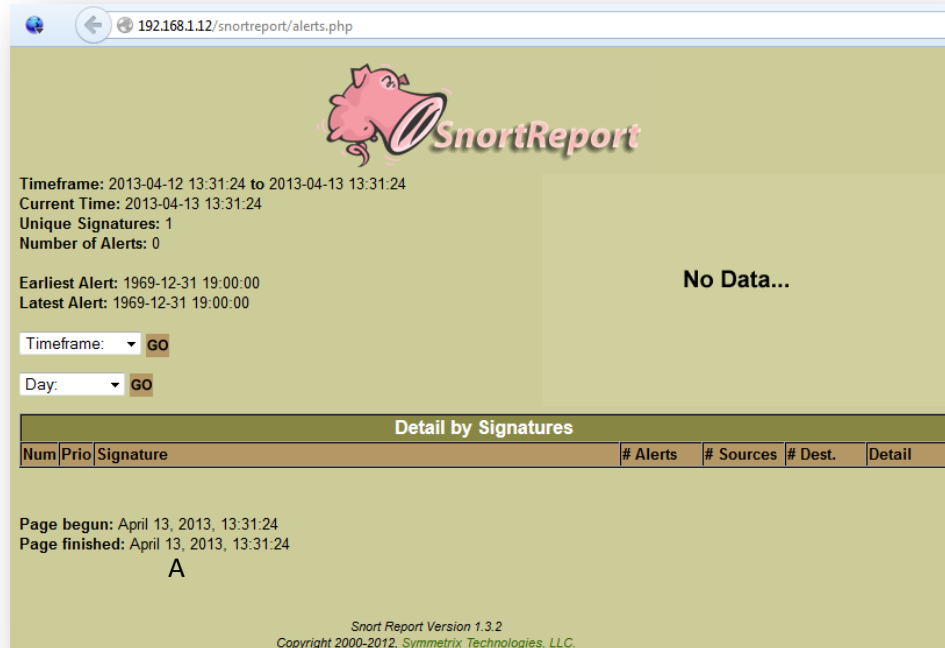 192.168.1.12/snortreport/alerts.php
SnortReport
Timeframe: 2013-04-12 13:31:24 to 2013-04-13 13:31:24
Current Time: 2013-04-13 13:31:24
Unique Signatures: 1
Number of Alerts: 0
Earliest Alert: 1969-12-31 19:00:00
Latest Alert: 1969-12-31 19:00:00
No Data...
Timeframe: GO
Day: GO
Detail by Signatures
Num Prio Signature # Alerts # Sources # Dest. Detail
Page begun: April 13, 2013, 13:31:24
Page finished: April 13, 2013, 13:31:24
A
Snort Report Version 1.3.2
Copyright 2000-2012, Symmetrix Technologies, LLC.